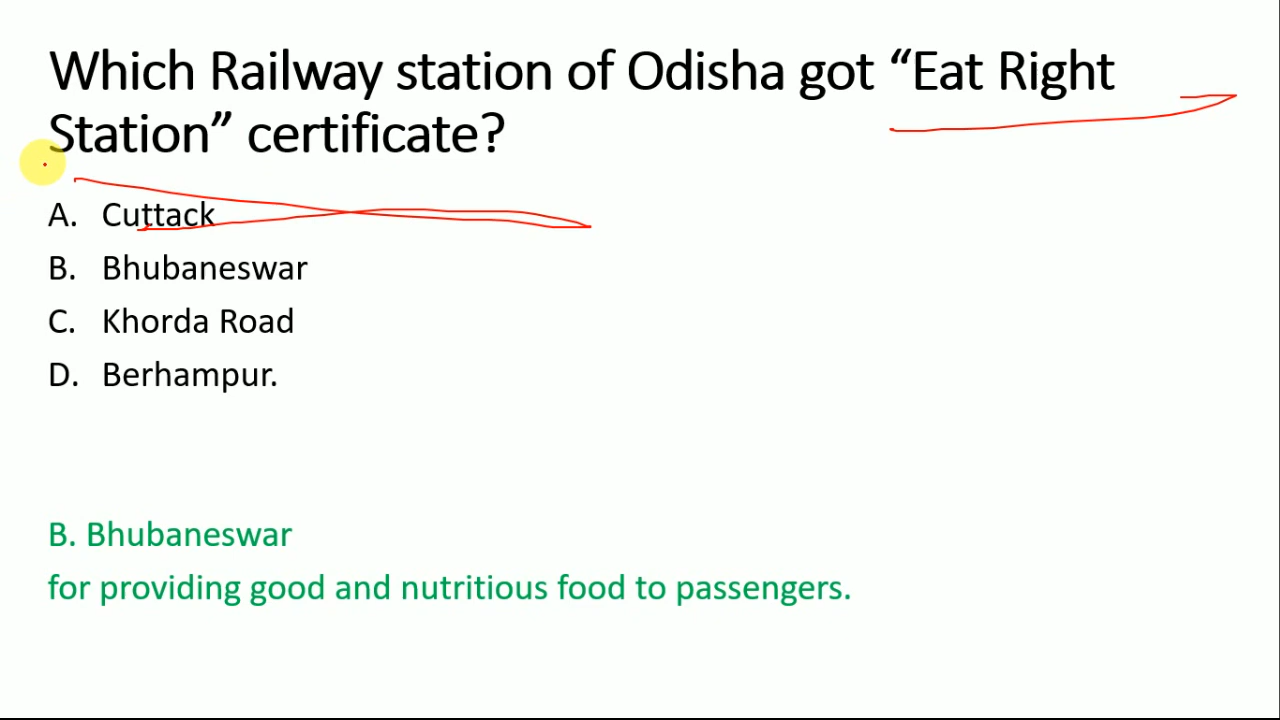 Which Railway station of Odisha got “Eat Right
Station” certificate?
A. Cuttack
B. Bhubaneswar
C. Khorda Road
D. Berhampur.
B. Bhubaneswar
for providing good and nutritious food to passengers.